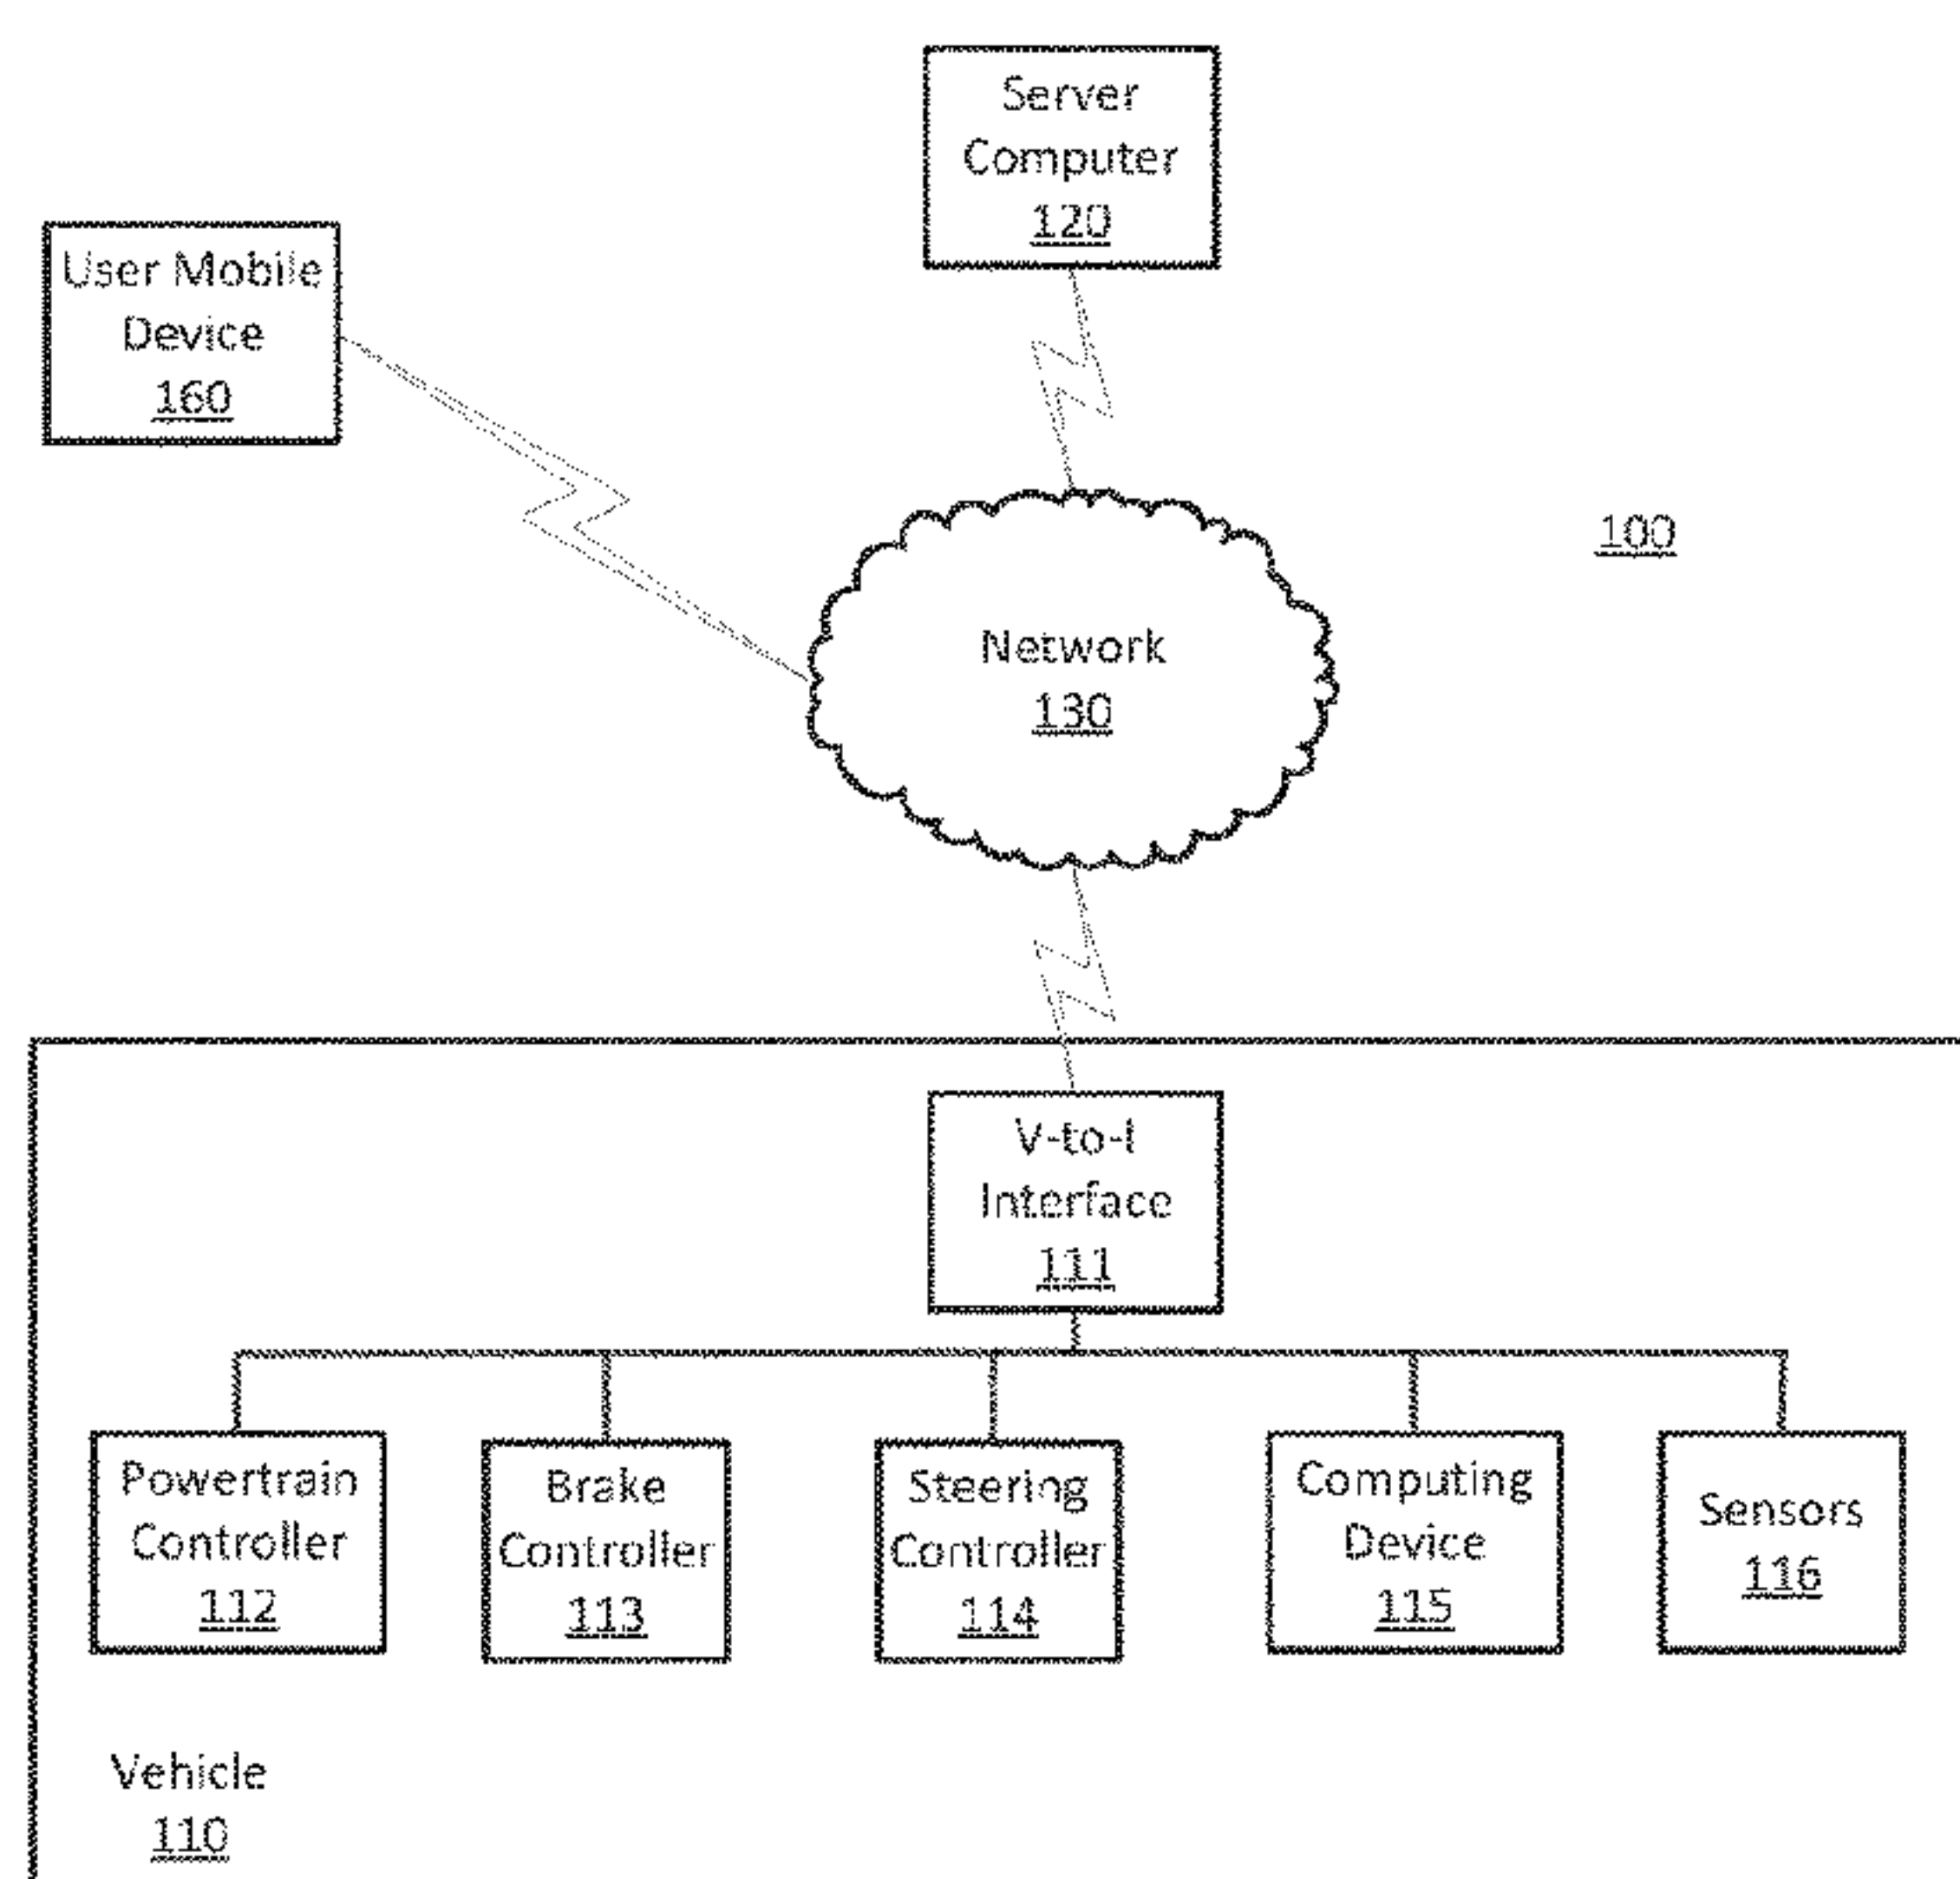 Server
Computer
120
User Mobile
Device
160
100
Network
130
V-to-I
Interface
111
Powertrain
Controller
112
Brake
Controller
113
Steering
Controller
114
Computing
Device
115
Sensors
116
Vehicle
110